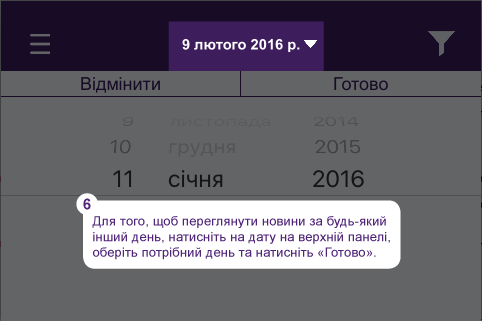 9 лютого 2016 р.
Відмінити Готово
9 листопада 2014
10 грудня 2015
11 січня 2016
6
Для того, щоб переглянути новини за будь-який
інший день, натисніть на дату на верхній панелі,
оберіть потрібний день та натисніть «Готово».